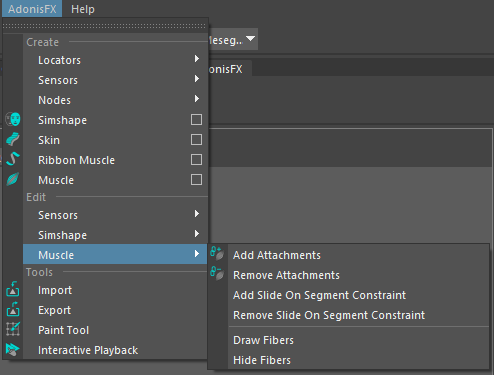 AdonisFX Help
Meseg...
onisFX
Create
Locators
Sensors
Nodes
Simshape
Skin
Ribbon Muscle
Muscle
Edit
Sensors
Simshape
Muscle
Add Attachments
Remove Attachments
Add Slide On Segment Constraint
Remove Slide On Segment Constraint
Draw Fibers
Hide Fibers
Tools
Import
Export
Paint Tool
Interactive Playback